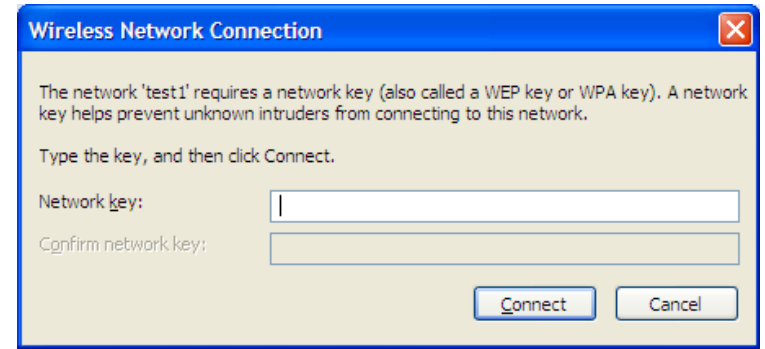 Wireless Network Connection
The network 'test1' requires a network key (also called a WEP key or WPA key). A network
key helps prevent unknown intruders from connecting to this network.
Type the key, and then click Connect.
Network key:
Confirm network key:
Connect Cancel